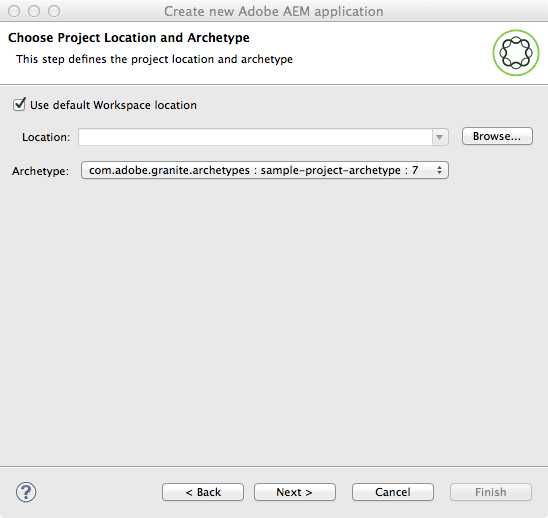 Create new Adobe AEM application
Choose Project Location and Archetype
This step defines the project location and archetype
Use default Workspace location
Location:
Browse...
Archetype:
com.adobe.granite.archetypes : sample-project-archetype : 7
?
< Back
Next >
Cancel
Finish